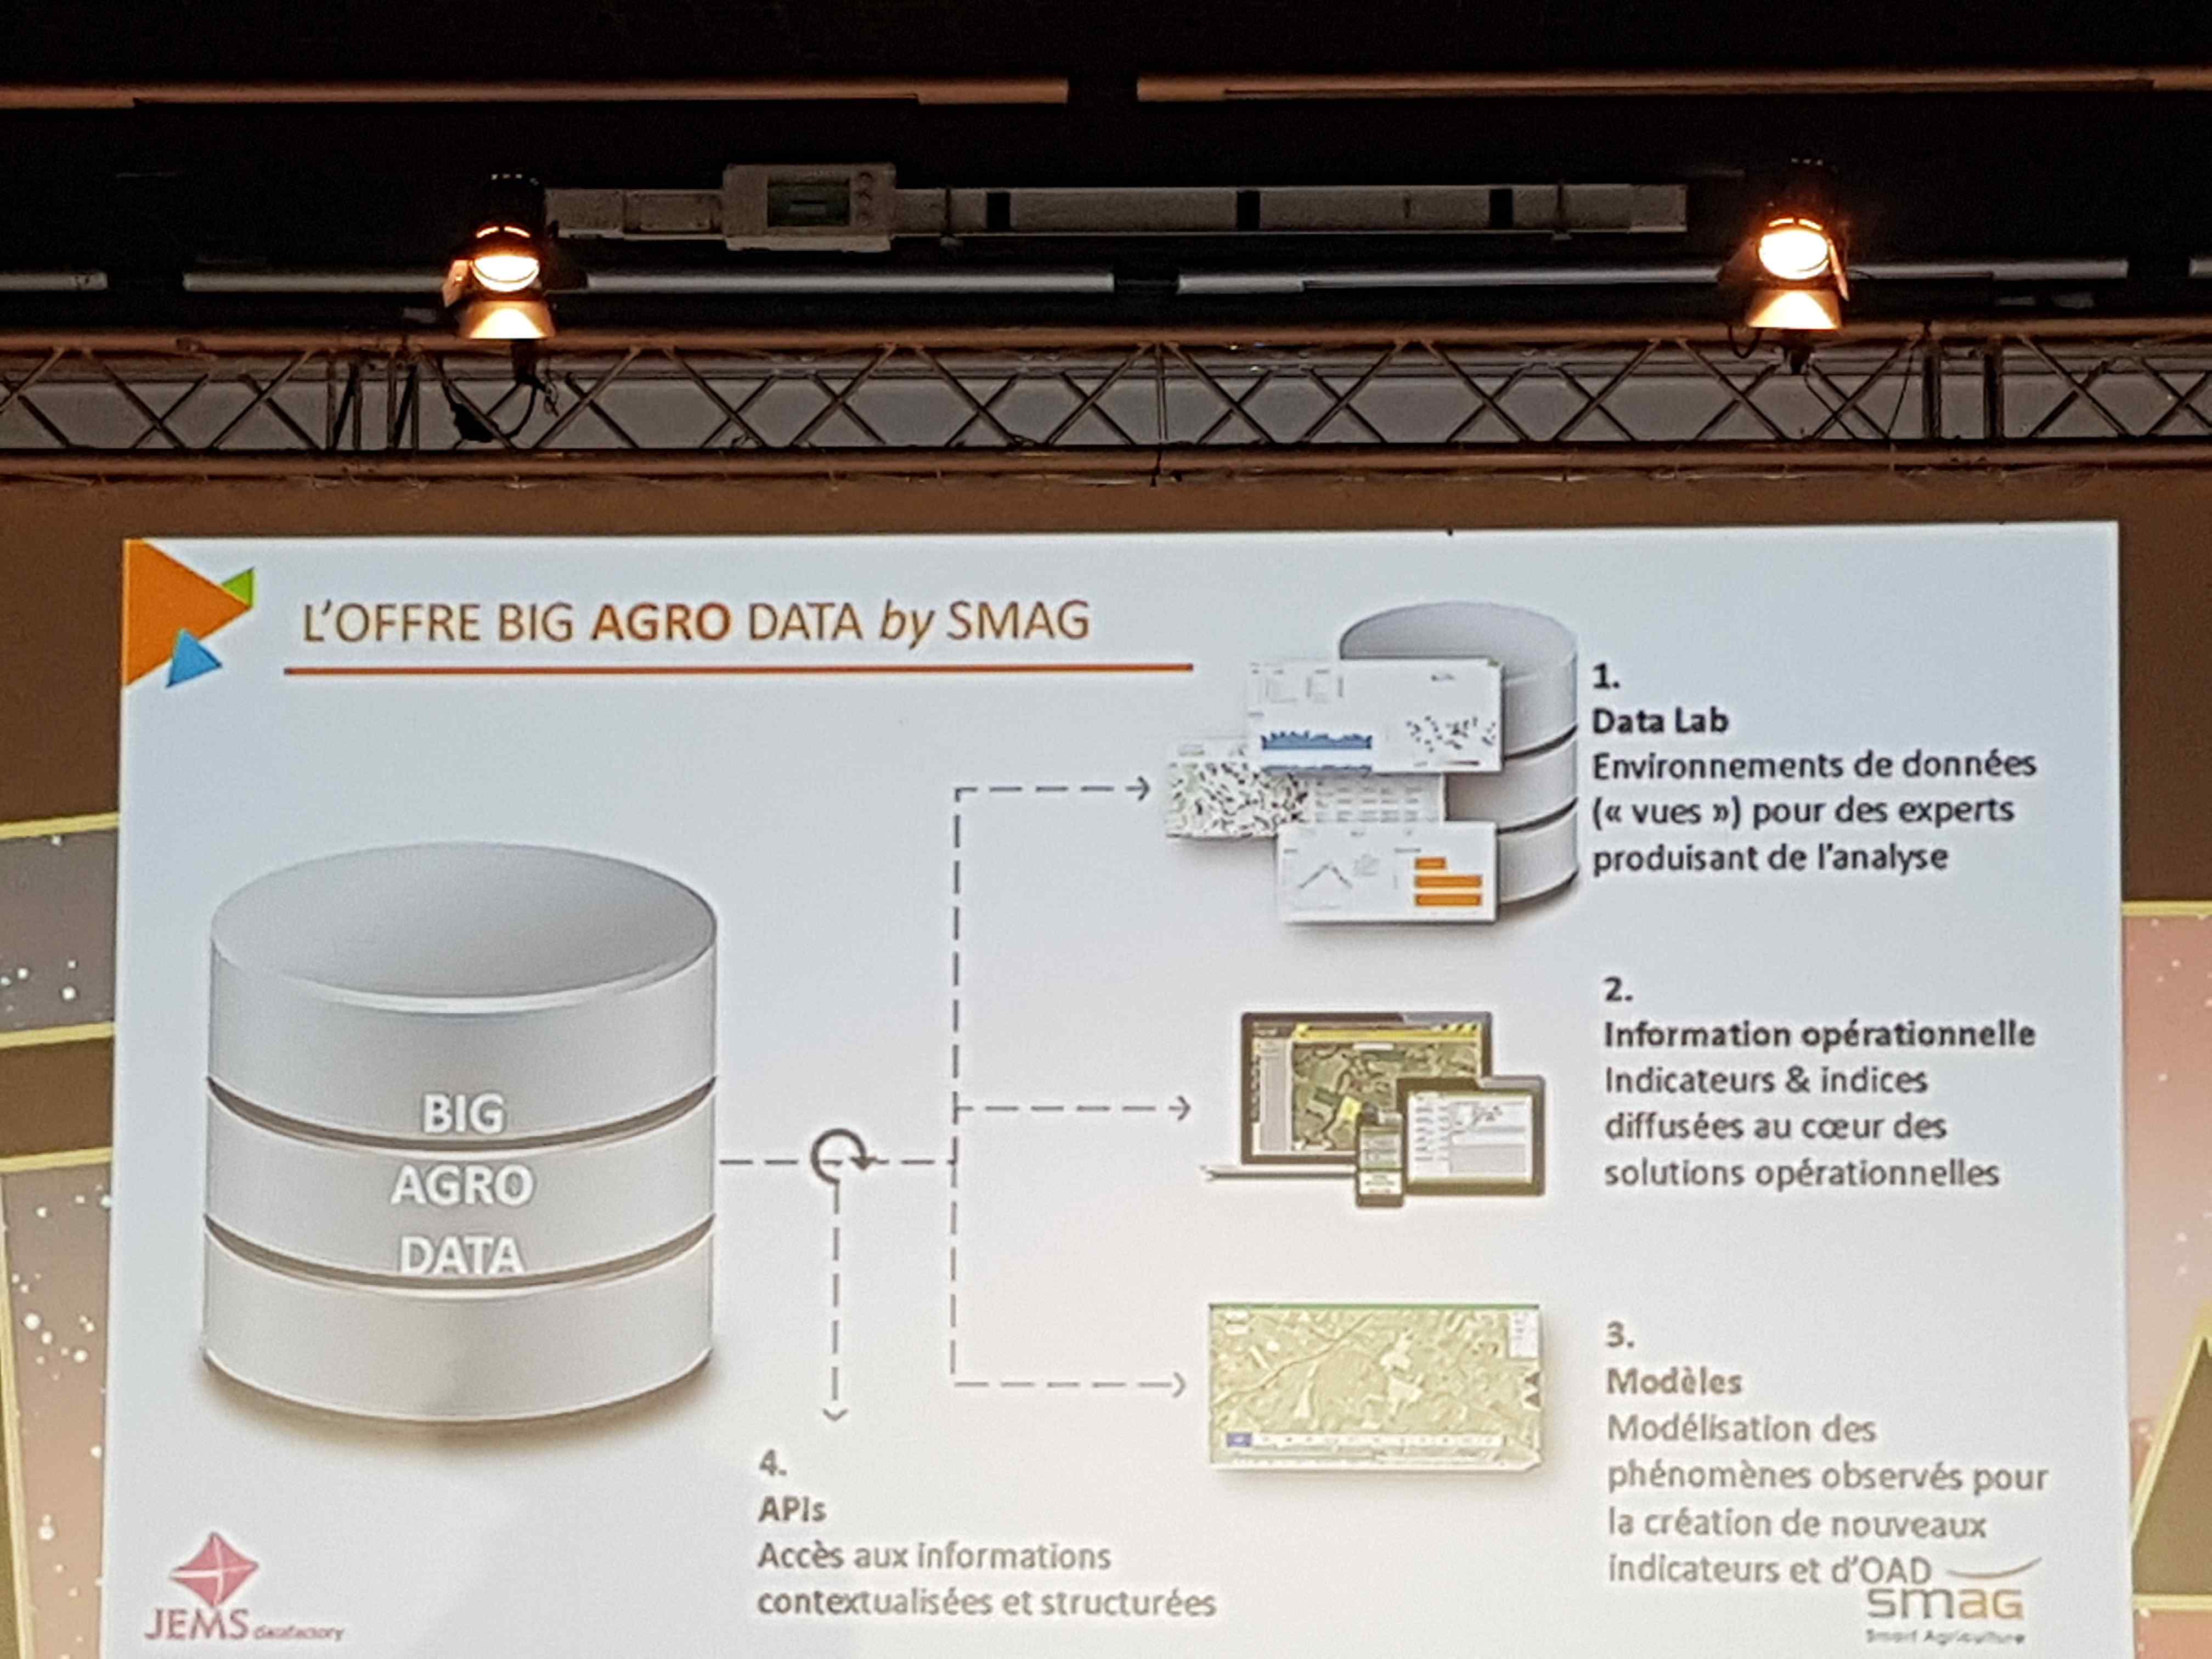 L'OFFRE BIG AGRO DATA by SMAG
1.
Data Lab
Environnements de données
(« vues ») pour des experts
produisant de l'analyse
BIG
AGRO
DATA
2.
Information opérationnelle
Indicateurs & indices
diffusées au cœur des
solutions opérationnelles
3.
Modèles
Modélisation des
phénomènes observés pour
la création de nouveaux
indicateurs et d'OAD
4.
APIs
Accès aux informations
contextualisées et structurées
JEMS datafactory
smag
Smart Agriculture